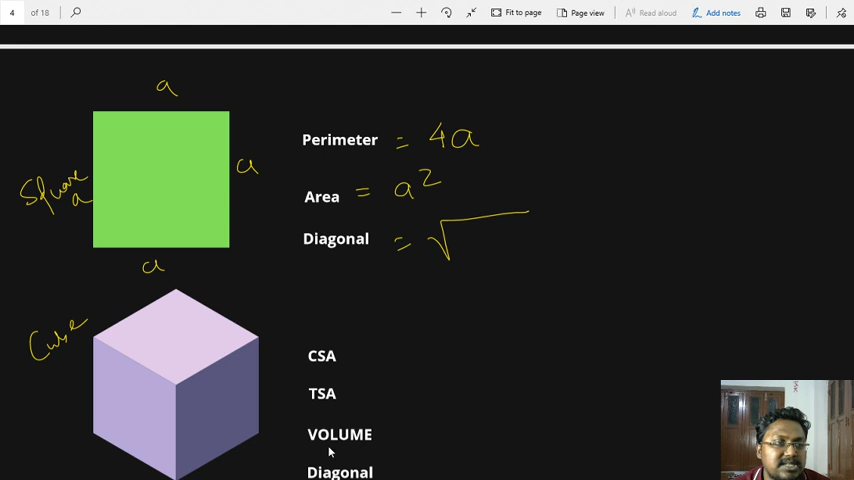 4 of 18
Fit to page
Page view
Read aloud
Add notes
a
Perimeter = 4a
Square
a
a
Area = a²
Diagonal = √
a
Cube
CSA
TSA
VOLUME
Diagonal